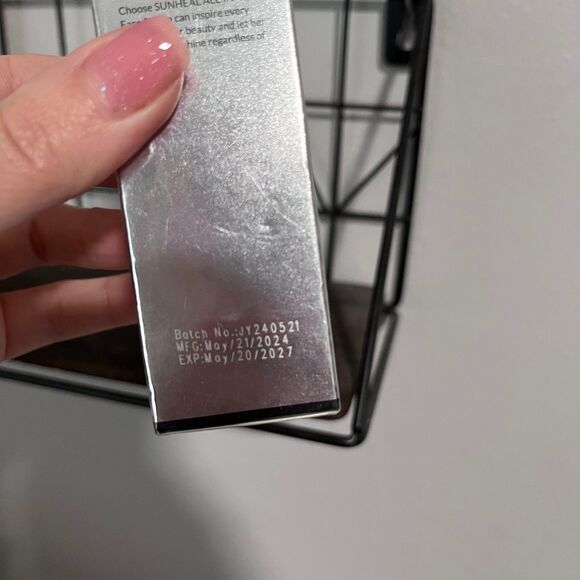 Choose SUNHEAL ALL
can inspire every
beauty and let her
shine regardless of
Batch No.:JY240521
MFG:May/21/2024
EXP:May/20/2027